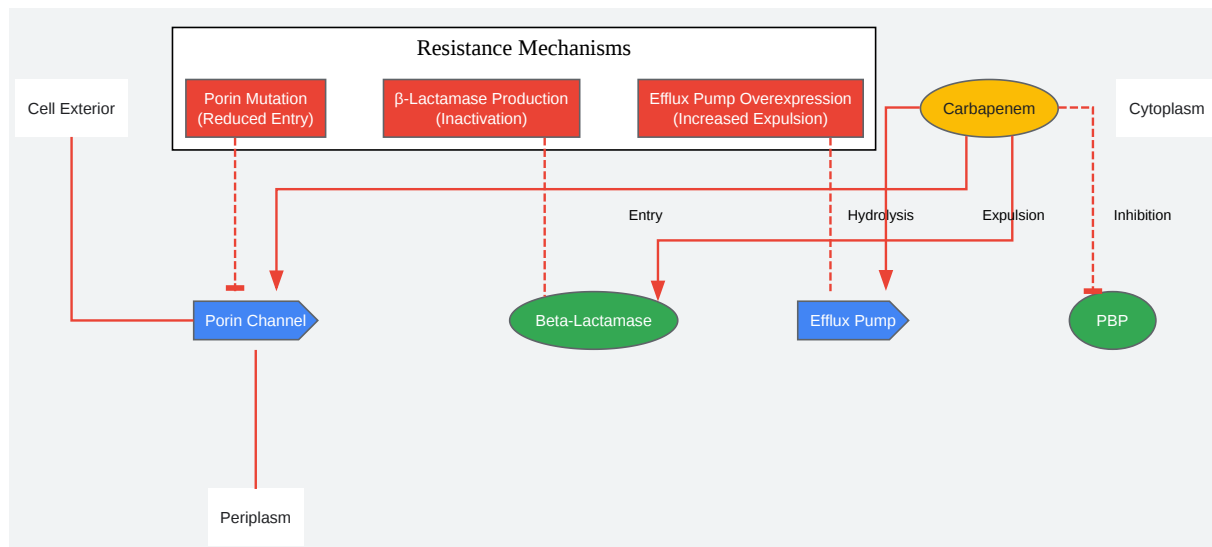 Resistance Mechanisms
Cell Exterior
Porin Mutation
(Reduced Entry)
β-Lactamase Production
(Inactivation)
Efflux Pump Overexpression
(Increased Expulsion)
Carbapenem
Cytoplasm
Entry
Hydrolysis
Expulsion
Inhibition
Porin Channel
Beta-Lactamase
Efflux Pump
PBP
Periplasm